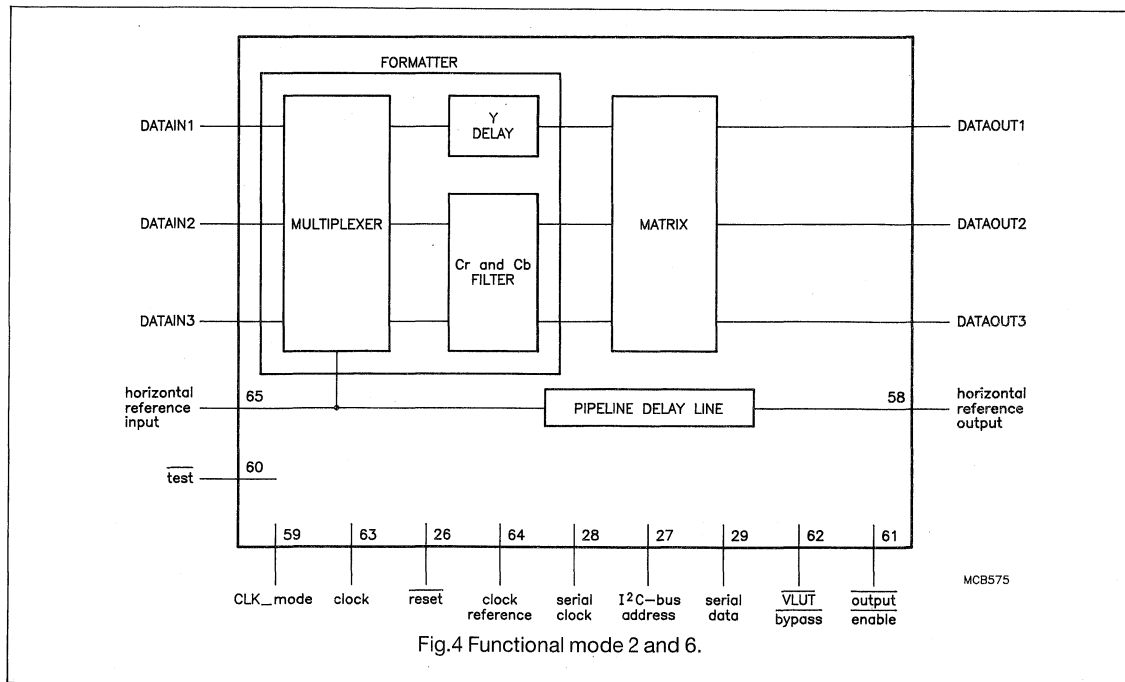 FORMATTER
DATAIN1
Y
DELAY
DATAOUT1
DATAIN2
MULTIPLEXER
MATRIX
DATAOUT2
Cr and Cb
FILTER
DATAIN3
DATAOUT3
horizontal
reference
input
65
PIPELINE DELAY LINE
58
horizontal
reference
output
test
60
59
63
26
64
28
27
29
62
61
CLK_mode
clock
reset
clock
reference
serial
clock
I²C-bus
address
serial
data
VLUT
bypass
output
enable
MCB575
Fig.4 Functional mode 2 and 6.